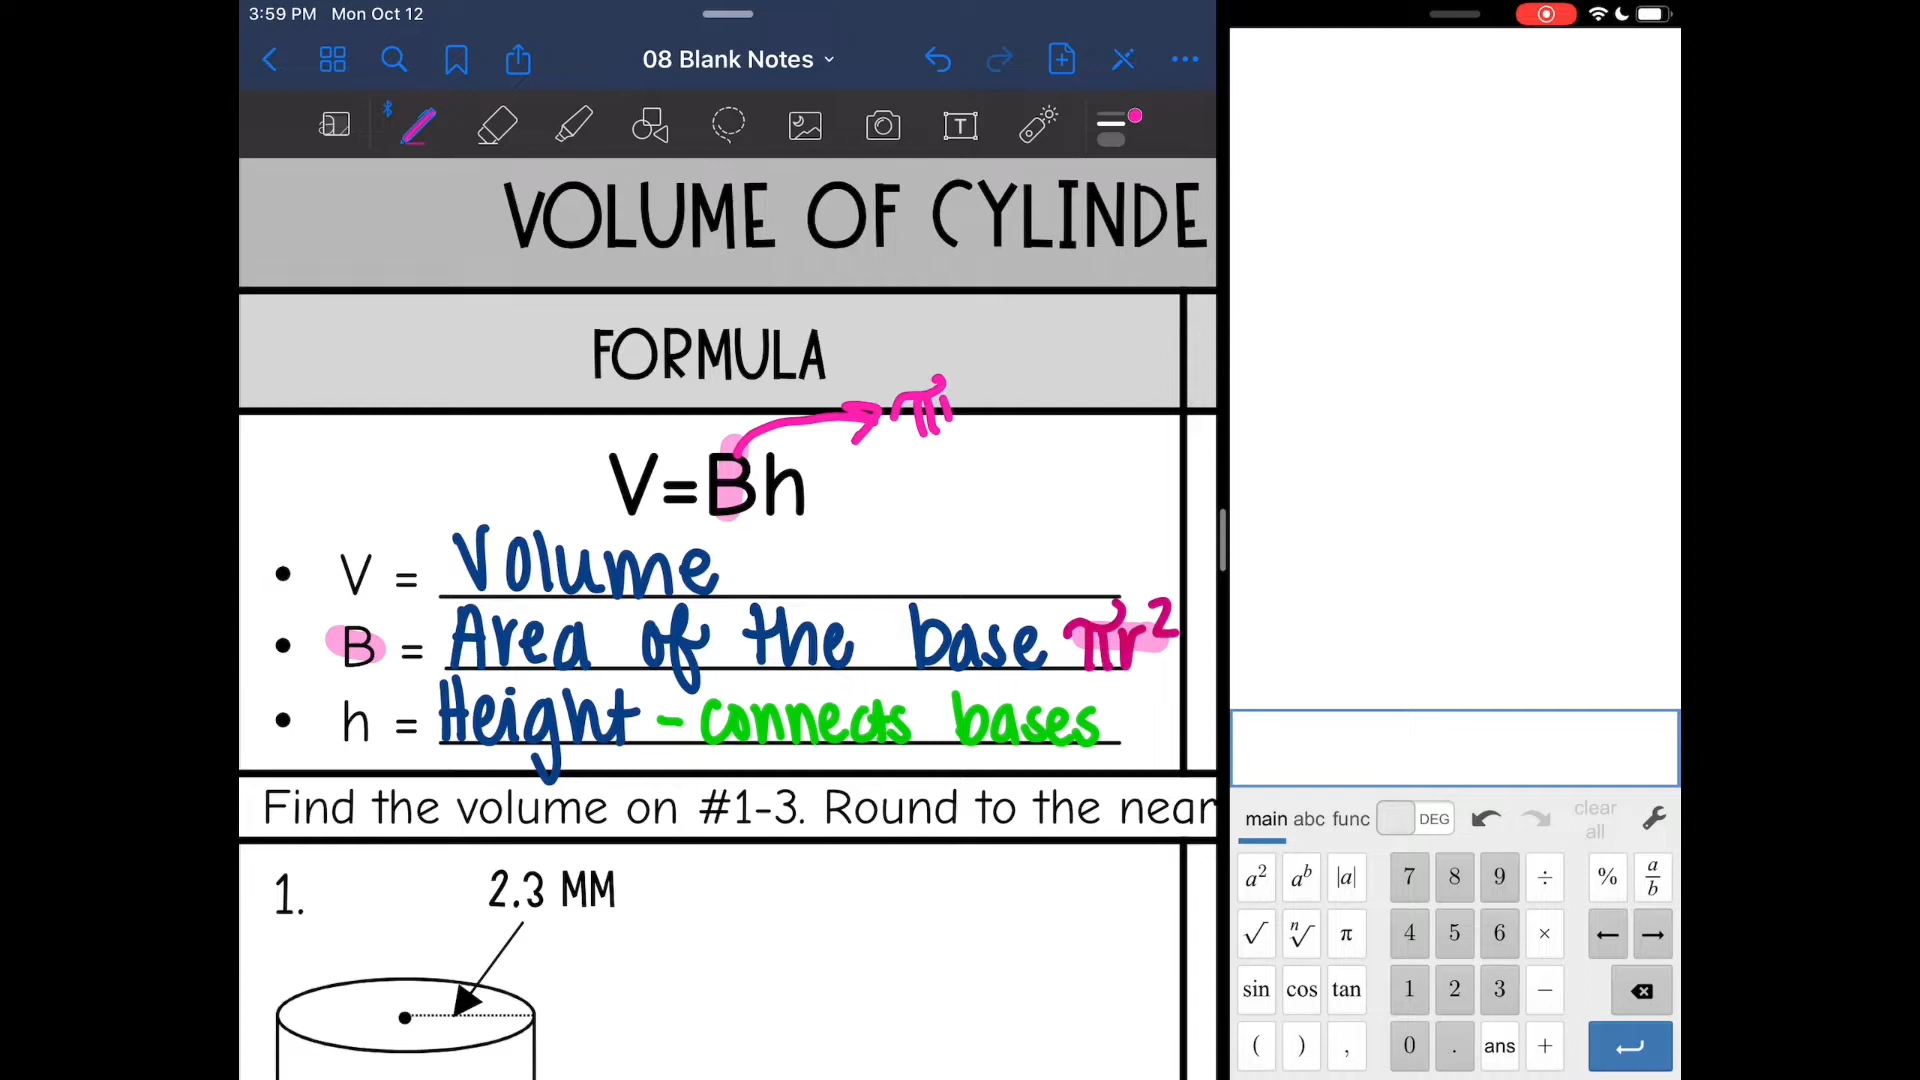 3:59 PM Mon Oct 12
08 Blank Notes
T
VOLUME OF CYLINDE
FORMULA
π
V=Bh
• V = Volume
• B = Area of the base πr²
• h = Height - connects bases
Find the volume on #1-3. Round to the near
1. 2.3 MM
main abc func DEG clear all
a² aᵇ |a| 7 8 9 ÷ % a/b
√ ⁿ√ π 4 5 6 × ← →
sin cos tan 1 2 3 −
( ) , 0 . ans +